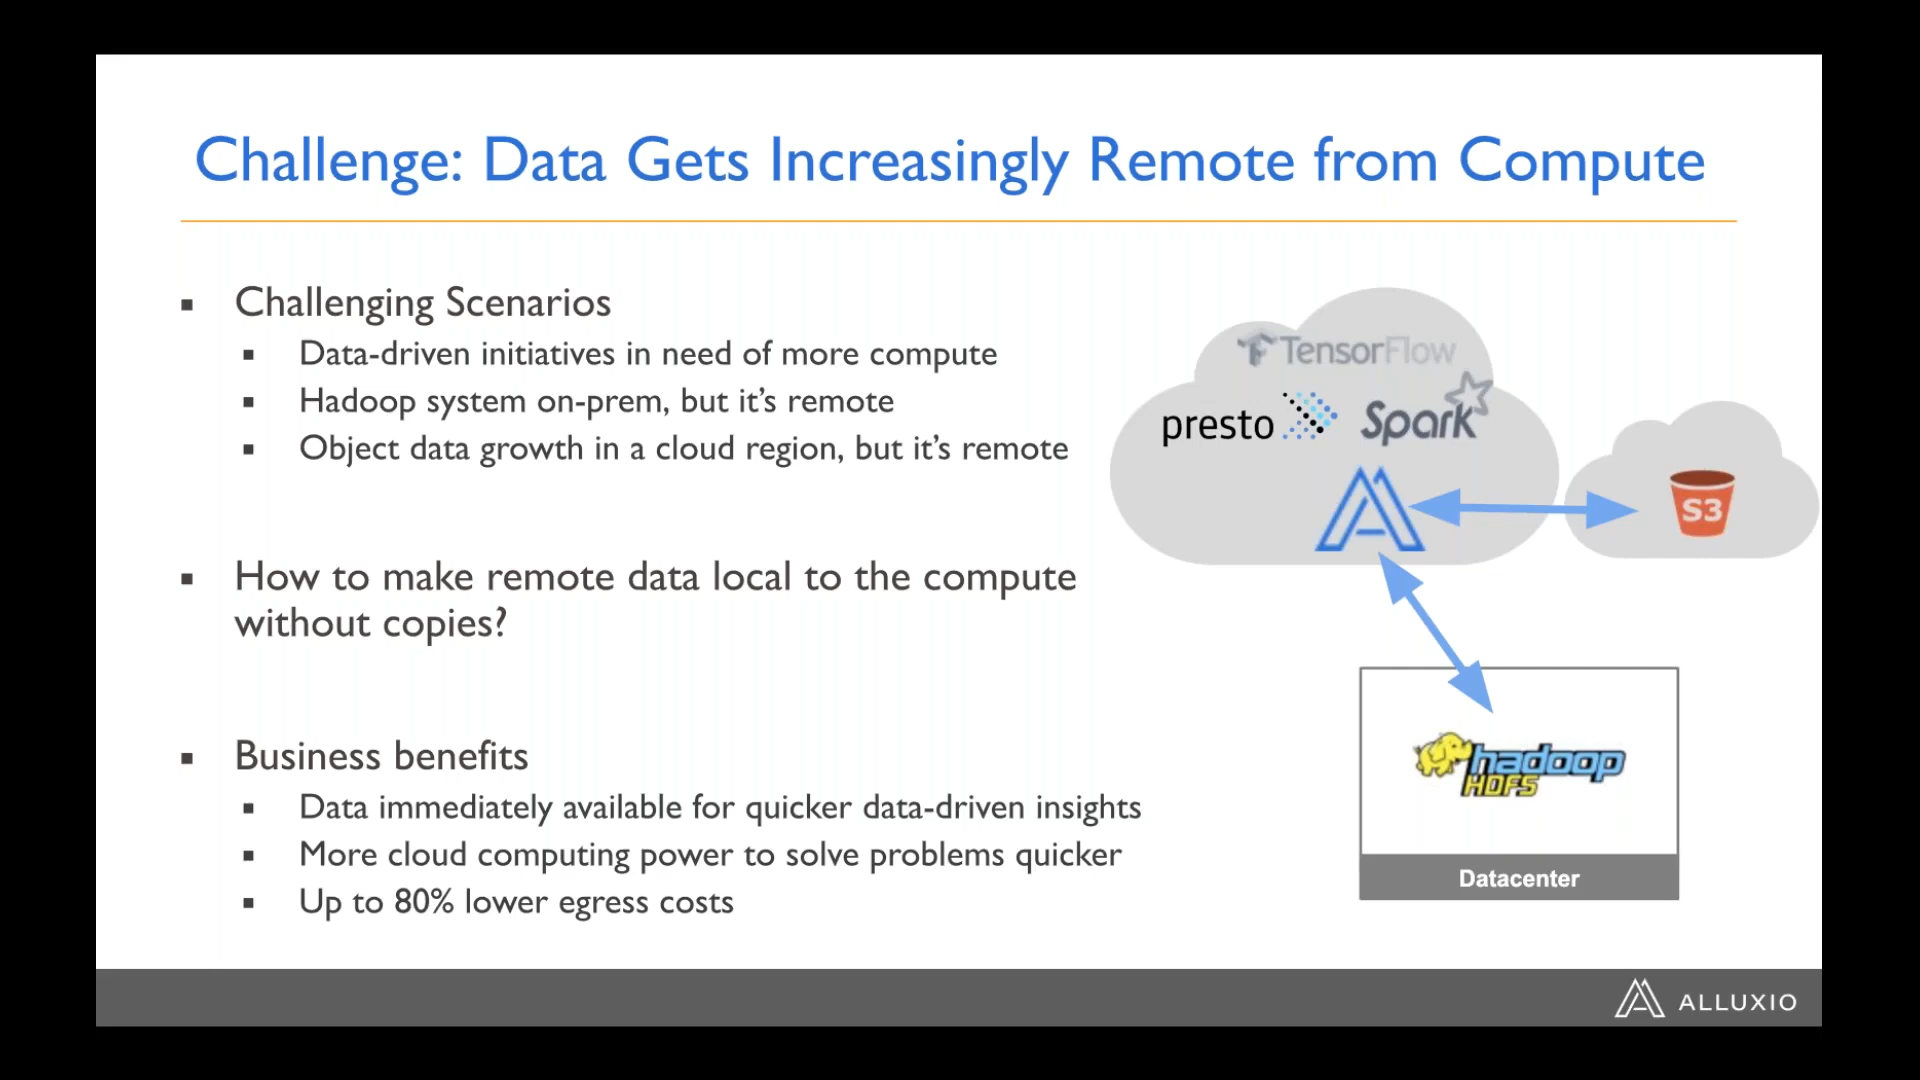 Challenge: Data Gets Increasingly Remote from Compute
Challenging Scenarios
Data-driven initiatives in need of more compute
Hadoop system on-prem, but it’s remote
Object data growth in a cloud region, but it’s remote
How to make remote data local to the compute
without copies?
Business benefits
Data immediately available for quicker data-driven insights
More cloud computing power to solve problems quicker
Up to 80% lower egress costs
TensorFlow
presto
Spark
S3
hadoop
HDFS
Datacenter
ALLUXIO